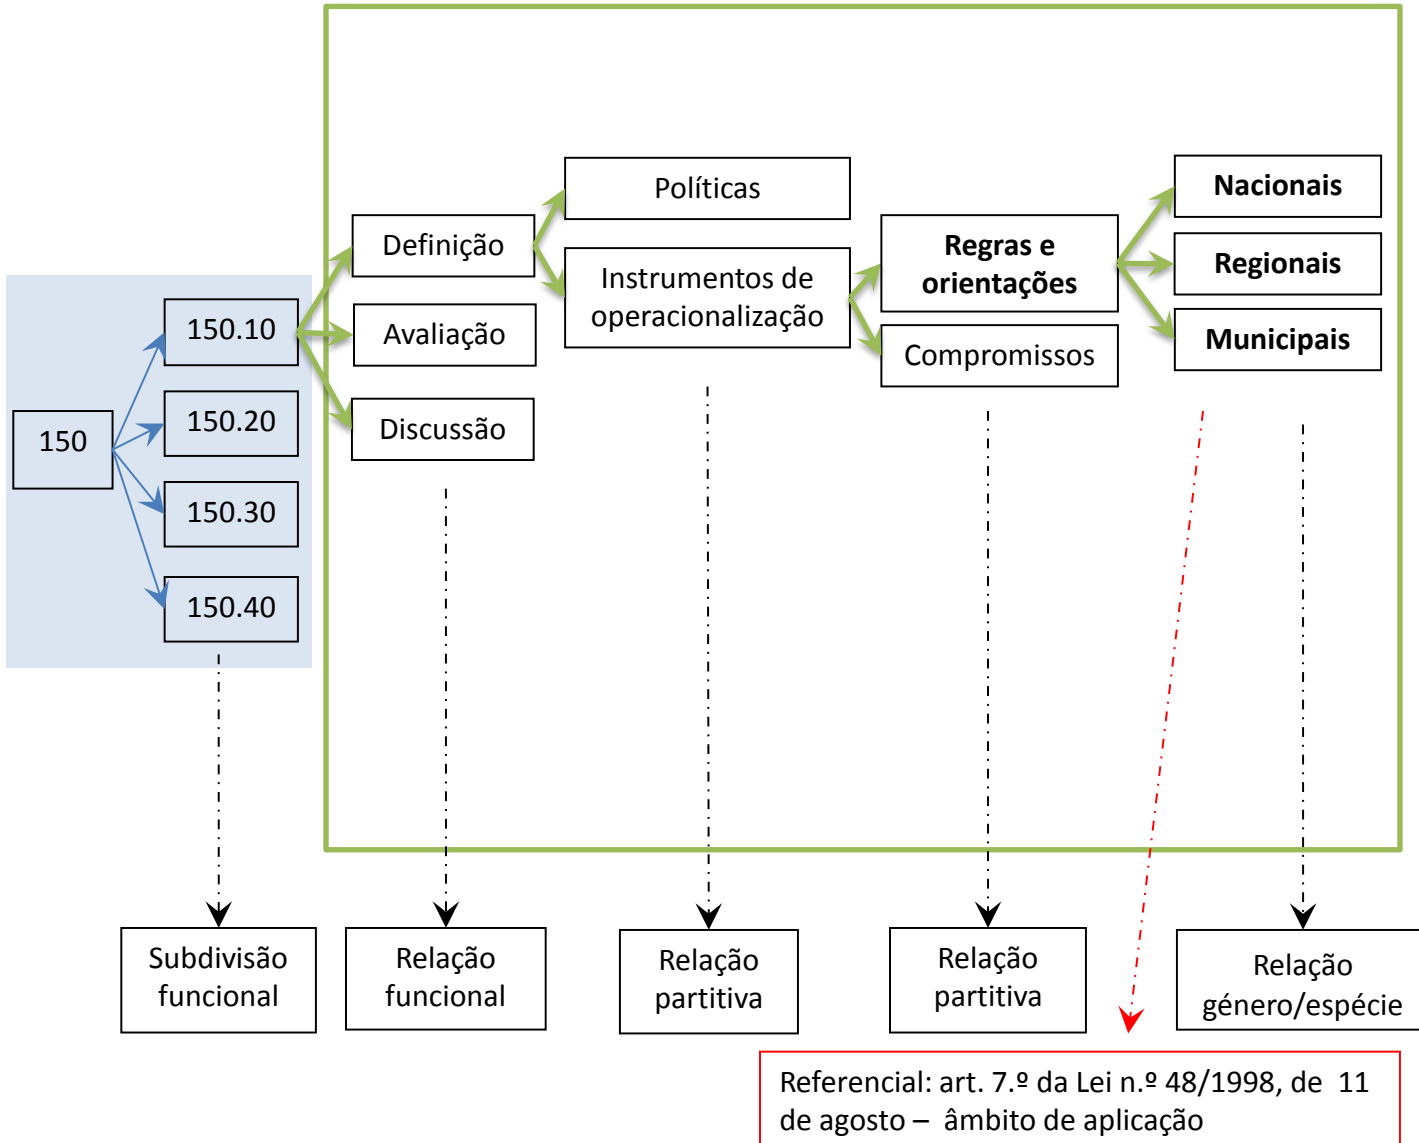 150
150.10
150.20
150.30
150.40
Definição
Avaliação
Discussão
Políticas
Instrumentos de
operacionalização
Regras e
orientações
Compromissos
Nacionais
Regionais
Municipais
Subdivisão
funcional
Relação
funcional
Relação
partitiva
Relação
partitiva
Relação
género/espécie
Referencial: art. 7.º da Lei n.º 48/1998, de 11
de agosto – âmbito de aplicação